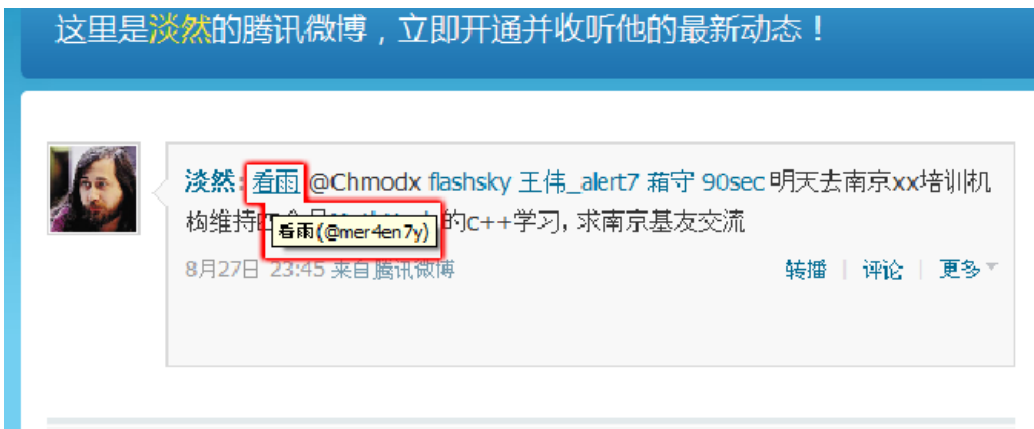 这里是淡然的腾讯微博，立即开通并收听他的最新动态！
淡然: 看雨 @Chmodx flashsky 王伟_alert7 藉守 90sec 明天去南京xx培训机
构维持 的c++学习, 求南京基友交流
看雨(@mer4en7y)
8月27日 23:45 来自腾讯微博
转播 | 评论 | 更多